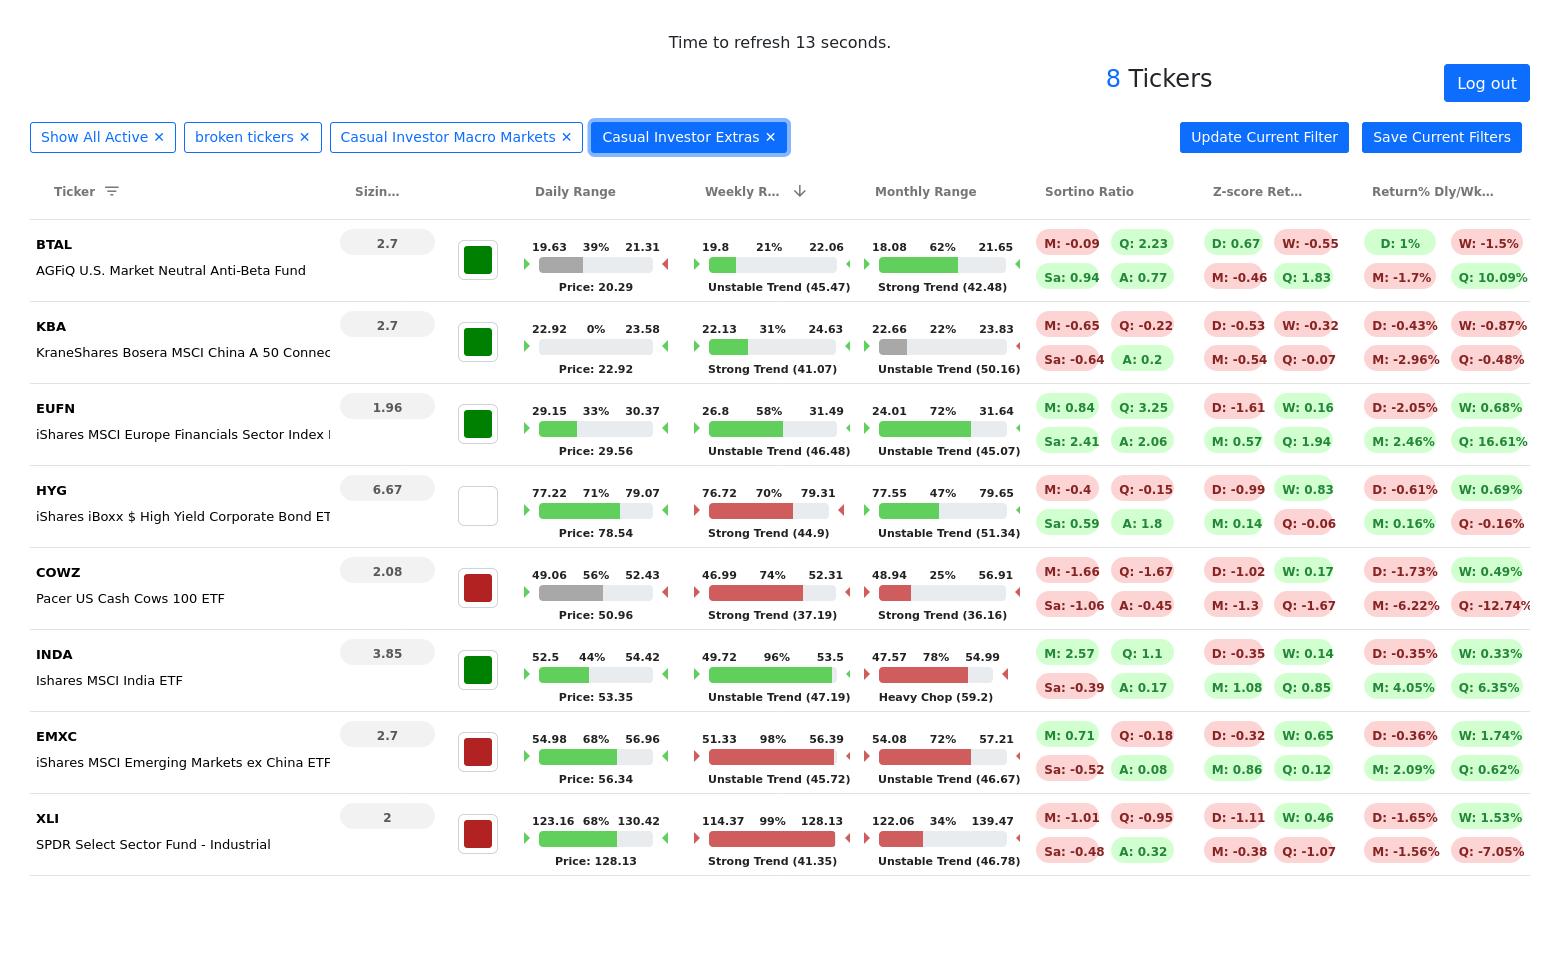 Time to refresh 13 seconds.
8 Tickers
Log out
Show All Active ✕ broken tickers ✕ Casual Investor Macro Markets ✕ Casual Investor Extras ✕ Update Current Filter Save Current Filters
Ticker Sizin… Daily Range Weekly R… Monthly Range Sortino Ratio Z-score Ret… Return% Dly/Wk…
BTAL 2.7 19.63 39% 21.31 19.8 21% 22.06 18.08 62% 21.65 M: -0.09 Q: 2.23 D: 0.67 W: -0.55 D: 1% W: -1.5%
AGFiQ U.S. Market Neutral Anti-Beta Fund Sa: 0.94 A: 0.77 M: -0.46 Q: 1.83 M: -1.7% Q: 10.09%
Price: 20.29 Unstable Trend (45.47) Strong Trend (42.48)
KBA 2.7 22.92 0% 23.58 22.13 31% 24.63 22.66 22% 23.83 M: -0.65 Q: -0.22 D: -0.53 W: -0.32 D: -0.43% W: -0.87%
KraneShares Bosera MSCI China A 50 Connec Sa: -0.64 A: 0.2 M: -0.54 Q: -0.07 M: -2.96% Q: -0.48%
Price: 22.92 Strong Trend (41.07) Unstable Trend (50.16)
EUFN 1.96 29.15 33% 30.37 26.8 58% 31.49 24.01 72% 31.64 M: 0.84 Q: 3.25 D: -1.61 W: 0.16 D: -2.05% W: 0.68%
iShares MSCI Europe Financials Sector Index Sa: 2.41 A: 2.06 M: 0.57 Q: 1.94 M: 2.46% Q: 16.61%
Price: 29.56 Unstable Trend (46.48) Unstable Trend (45.07)
HYG 6.67 77.22 71% 79.07 76.72 70% 79.31 77.55 47% 79.65 M: -0.4 Q: -0.15 D: -0.99 W: 0.83 D: -0.61% W: 0.69%
iShares iBoxx $ High Yield Corporate Bond ET Sa: 0.59 A: 1.8 M: 0.14 Q: -0.06 M: 0.16% Q: -0.16%
Price: 78.54 Strong Trend (44.9) Unstable Trend (51.34)
COWZ 2.08 49.06 56% 52.43 46.99 74% 52.31 48.94 25% 56.91 M: -1.66 Q: -1.67 D: -1.02 W: 0.17 D: -1.73% W: 0.49%
Pacer US Cash Cows 100 ETF Sa: -1.06 A: -0.45 M: -1.3 Q: -1.67 M: -6.22% Q: -12.74%
Price: 50.96 Strong Trend (37.19) Strong Trend (36.16)
INDA 3.85 52.5 44% 54.42 49.72 96% 53.5 47.57 78% 54.99 M: 2.57 Q: 1.1 D: -0.35 W: 0.14 D: -0.35% W: 0.33%
Ishares MSCI India ETF Sa: -0.39 A: 0.17 M: 1.08 Q: 0.85 M: 4.05% Q: 6.35%
Price: 53.35 Unstable Trend (47.19) Heavy Chop (59.2)
EMXC 2.7 54.98 68% 56.96 51.33 98% 56.39 54.08 72% 57.21 M: 0.71 Q: -0.18 D: -0.32 W: 0.65 D: -0.36% W: 1.74%
iShares MSCI Emerging Markets ex China ETF Sa: -0.52 A: 0.08 M: 0.86 Q: 0.12 M: 2.09% Q: 0.62%
Price: 56.34 Unstable Trend (45.72) Unstable Trend (46.67)
XLI 2 123.16 68% 130.42 114.37 99% 128.13 122.06 34% 139.47 M: -1.01 Q: -0.95 D: -1.11 W: 0.46 D: -1.65% W: 1.53%
SPDR Select Sector Fund - Industrial Sa: -0.48 A: 0.32 M: -0.38 Q: -1.07 M: -1.56% Q: -7.05%
Price: 128.13 Strong Trend (41.35) Unstable Trend (46.78)